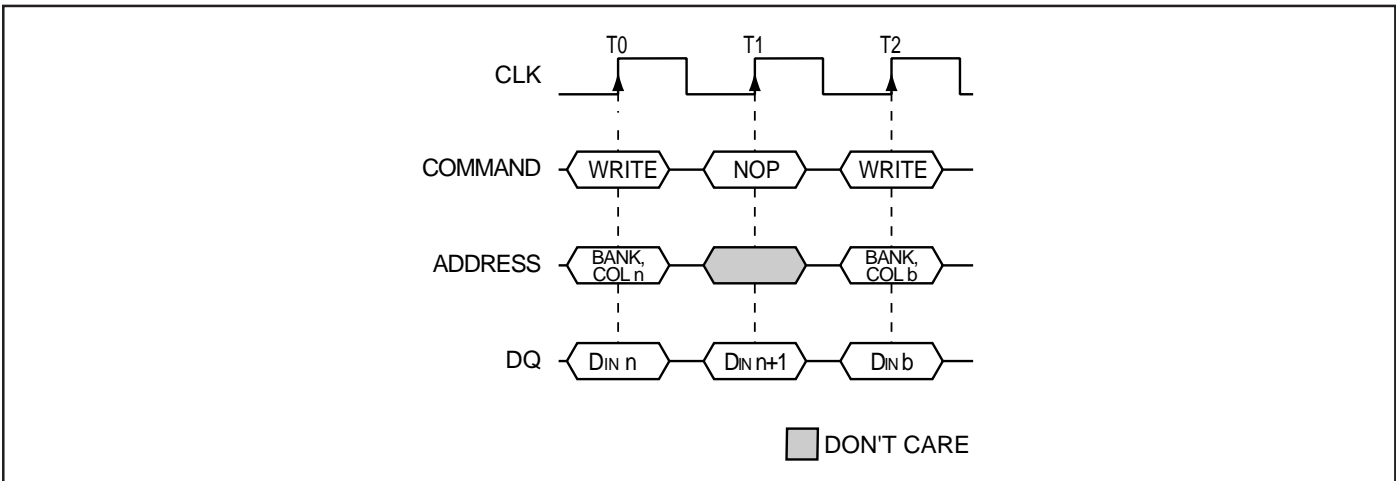 T0 T1 T2
CLK
COMMAND WRITE NOP WRITE
ADDRESS BANK, COL n BANK, COL b
DQ DIN n DIN n+1 DIN b
DON'T CARE